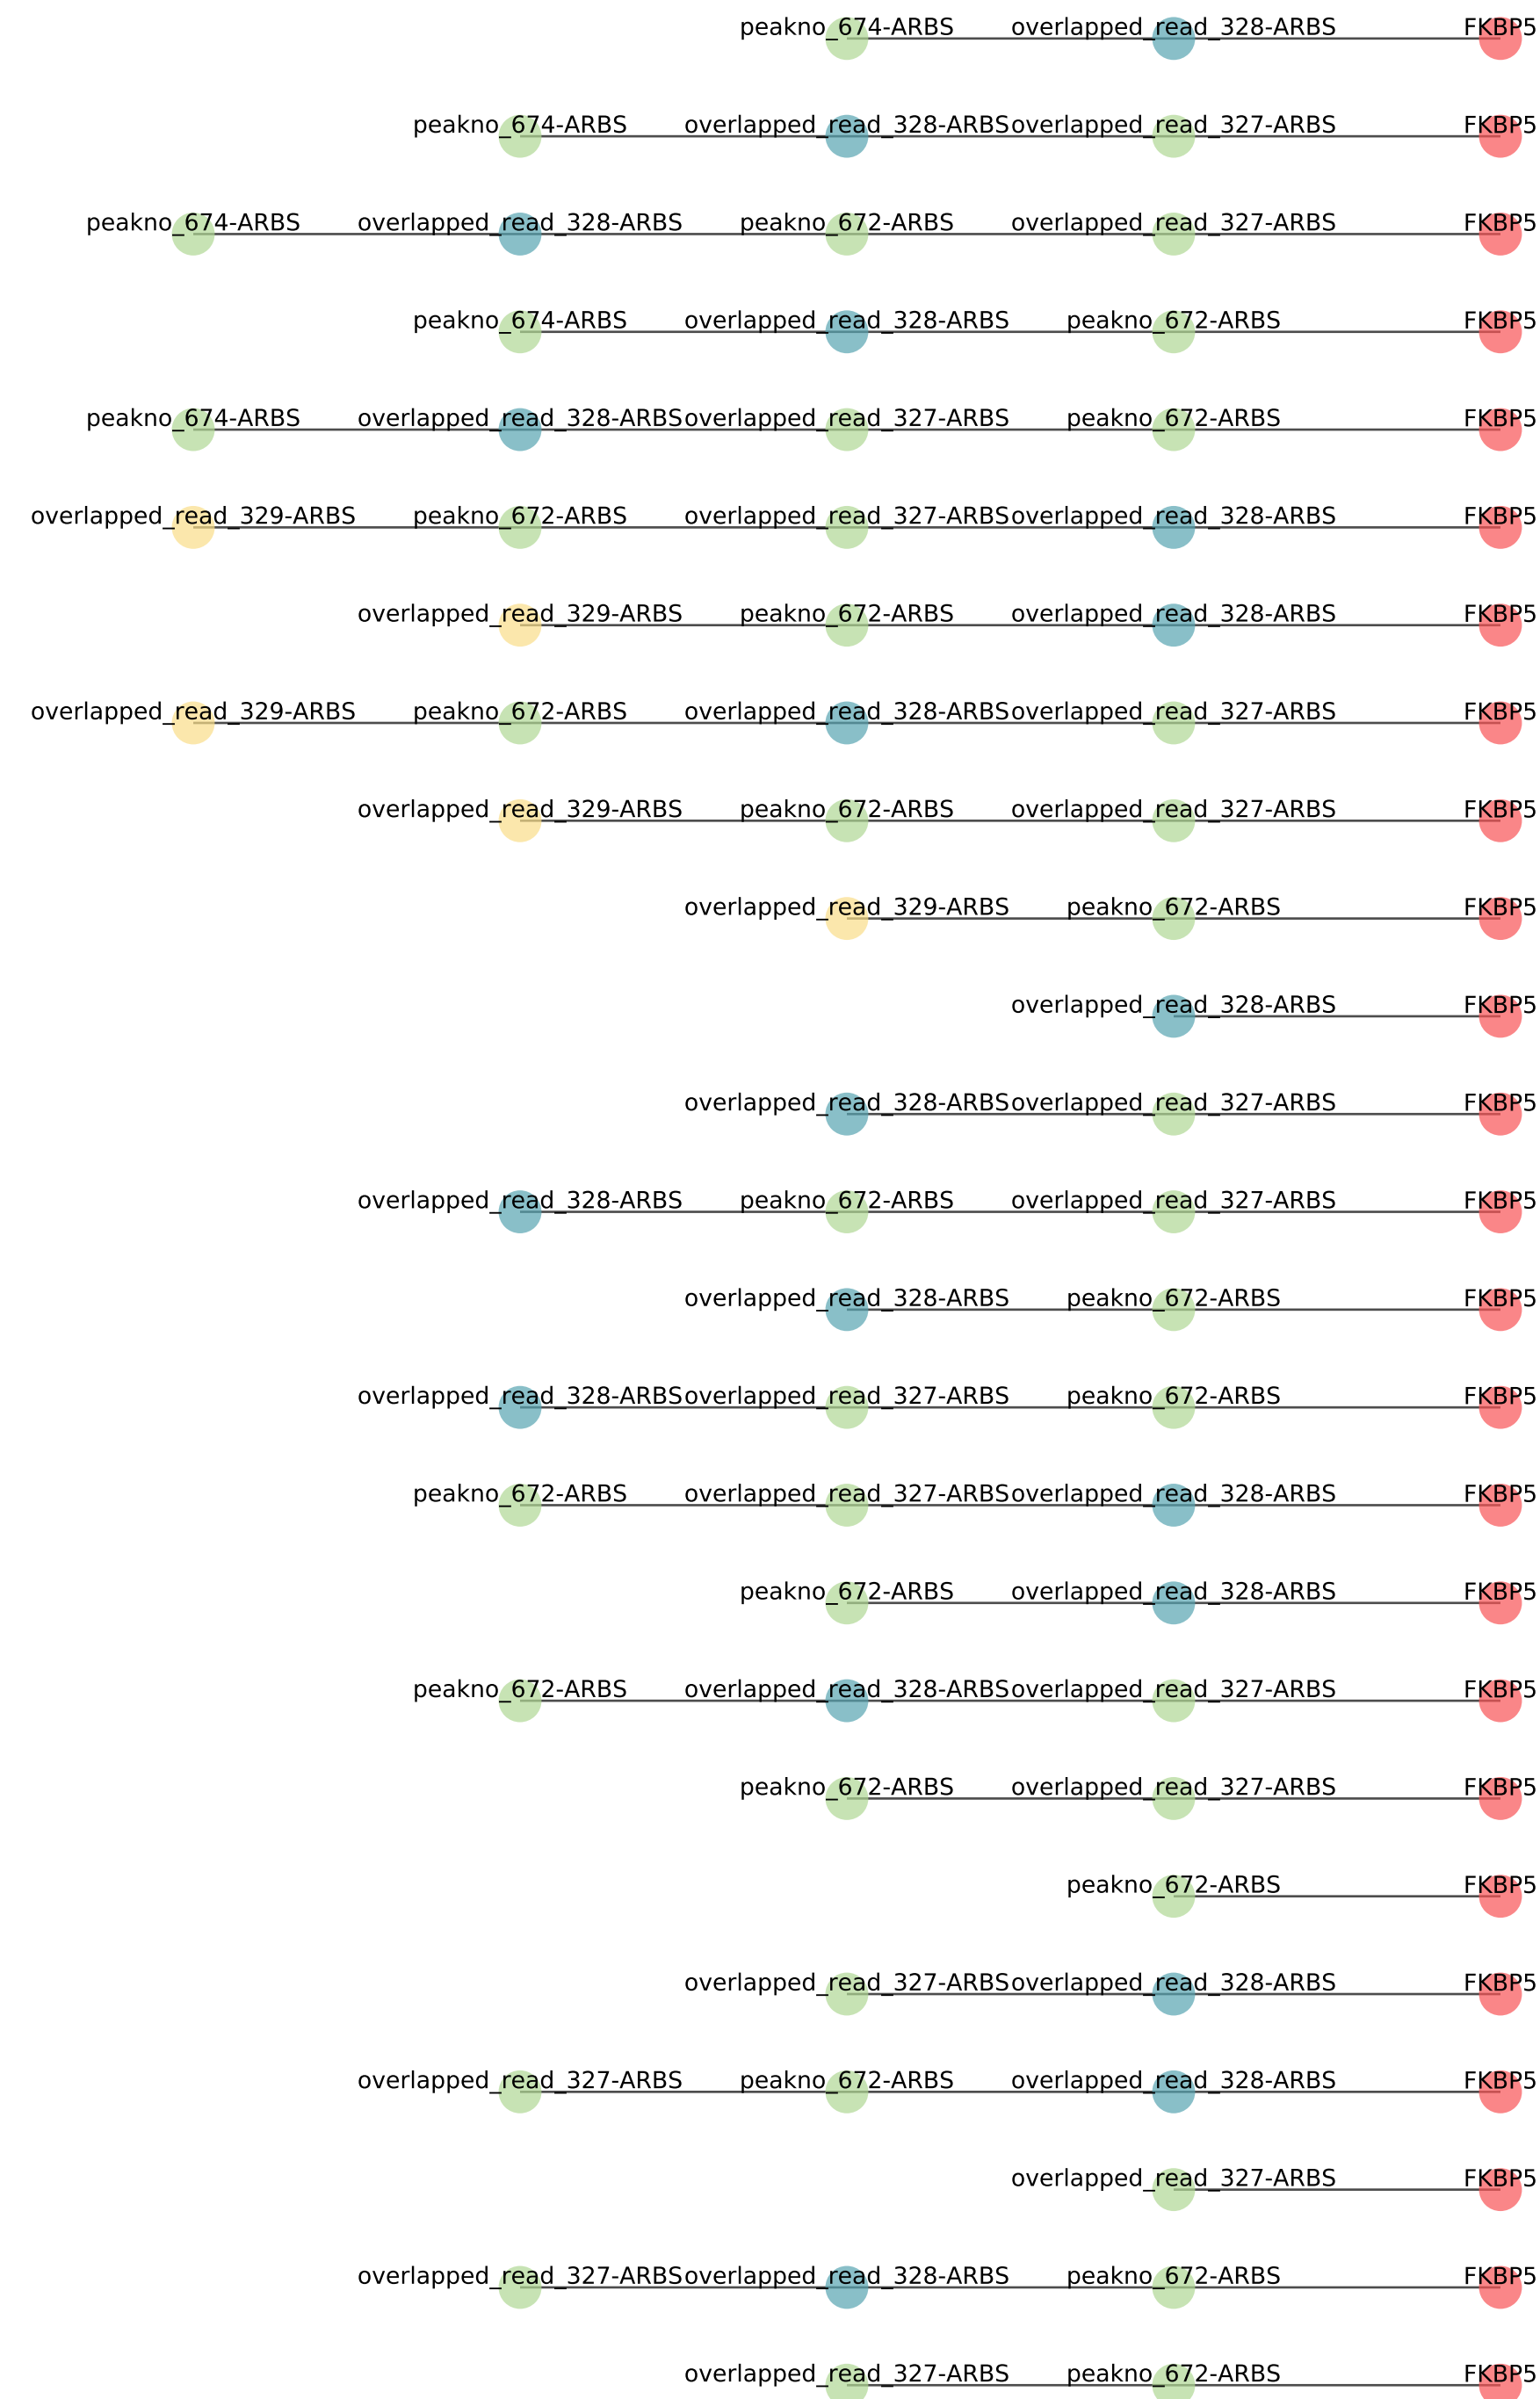 peakno_674-ARBS overlapped_read_328-ARBS FKBP5
peakno_674-ARBS overlapped_read_328-ARBS overlapped_read_327-ARBS FKBP5
peakno_674-ARBS overlapped_read_328-ARBS peakno_672-ARBS overlapped_read_327-ARBS FKBP5
peakno_674-ARBS overlapped_read_328-ARBS peakno_672-ARBS FKBP5
peakno_674-ARBS overlapped_read_328-ARBS overlapped_read_327-ARBS peakno_672-ARBS FKBP5
overlapped_read_329-ARBS peakno_672-ARBS overlapped_read_327-ARBS overlapped_read_328-ARBS FKBP5
overlapped_read_329-ARBS peakno_672-ARBS overlapped_read_328-ARBS FKBP5
overlapped_read_329-ARBS peakno_672-ARBS overlapped_read_328-ARBS overlapped_read_327-ARBS FKBP5
overlapped_read_329-ARBS peakno_672-ARBS overlapped_read_327-ARBS FKBP5
overlapped_read_329-ARBS peakno_672-ARBS FKBP5
overlapped_read_328-ARBS FKBP5
overlapped_read_328-ARBS overlapped_read_327-ARBS FKBP5
overlapped_read_328-ARBS peakno_672-ARBS overlapped_read_327-ARBS FKBP5
overlapped_read_328-ARBS peakno_672-ARBS FKBP5
overlapped_read_328-ARBS overlapped_read_327-ARBS peakno_672-ARBS FKBP5
peakno_672-ARBS overlapped_read_327-ARBS overlapped_read_328-ARBS FKBP5
peakno_672-ARBS overlapped_read_328-ARBS FKBP5
peakno_672-ARBS overlapped_read_328-ARBS overlapped_read_327-ARBS FKBP5
peakno_672-ARBS overlapped_read_327-ARBS FKBP5
peakno_672-ARBS FKBP5
overlapped_read_327-ARBS overlapped_read_328-ARBS FKBP5
overlapped_read_327-ARBS peakno_672-ARBS overlapped_read_328-ARBS FKBP5
overlapped_read_327-ARBS FKBP5
overlapped_read_327-ARBS overlapped_read_328-ARBS peakno_672-ARBS FKBP5
overlapped_read_327-ARBS peakno_672-ARBS FKBP5